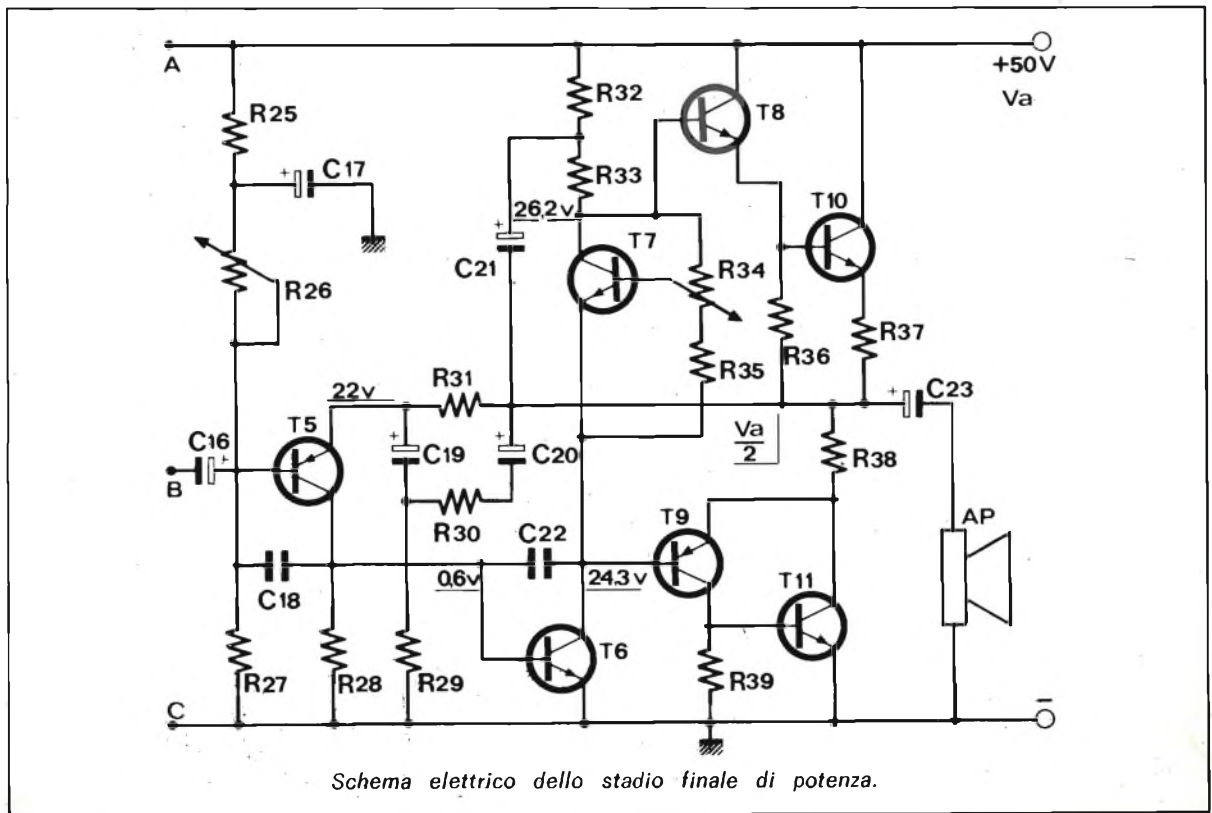 A
+50V
Va
R25
R32
T8
C17
R33
T10
26,2v
T7
R34
C21
R26
R37
R36
R35
22v
R31
C23
T5
Va
2
C16
C19
C20
R38
B
R30
T9
AP
C22
C18
0,6v
24.3v
T11
T6
R27
R28
R29
R39
C
–
Schema elettrico dello stadio finale di potenza.